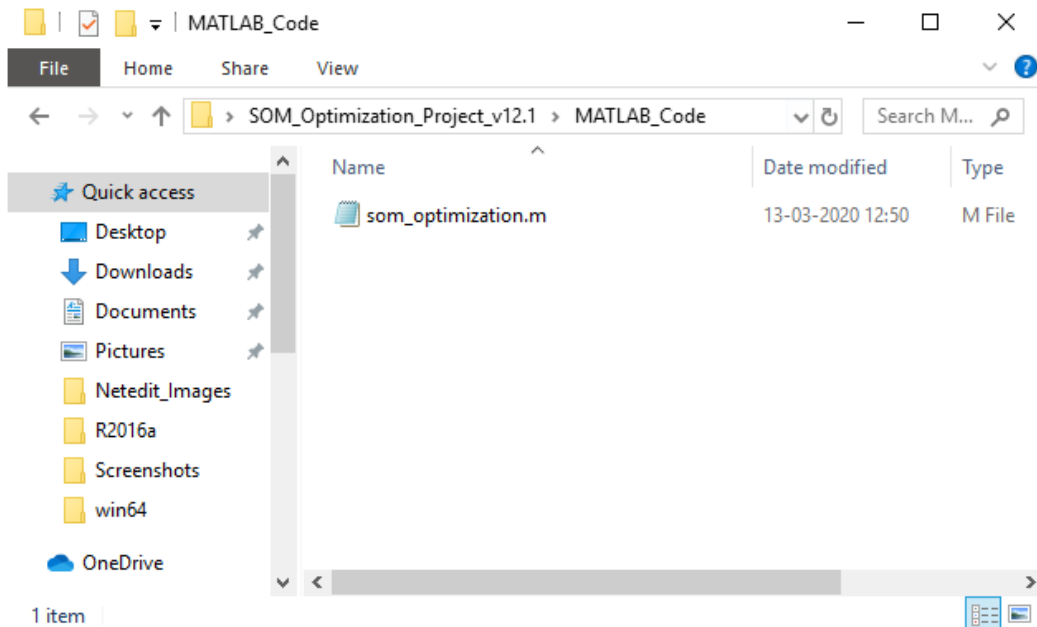 MATLAB_Code
File Home Share View
SOM_Optimization_Project_v12.1 > MATLAB_Code
Search M...
Name Date modified Type
Quick access
som_optimization.m 13-03-2020 12:50 M File
Desktop
Downloads
Documents
Pictures
Netedit_Images
R2016a
Screenshots
win64
OneDrive
1 item